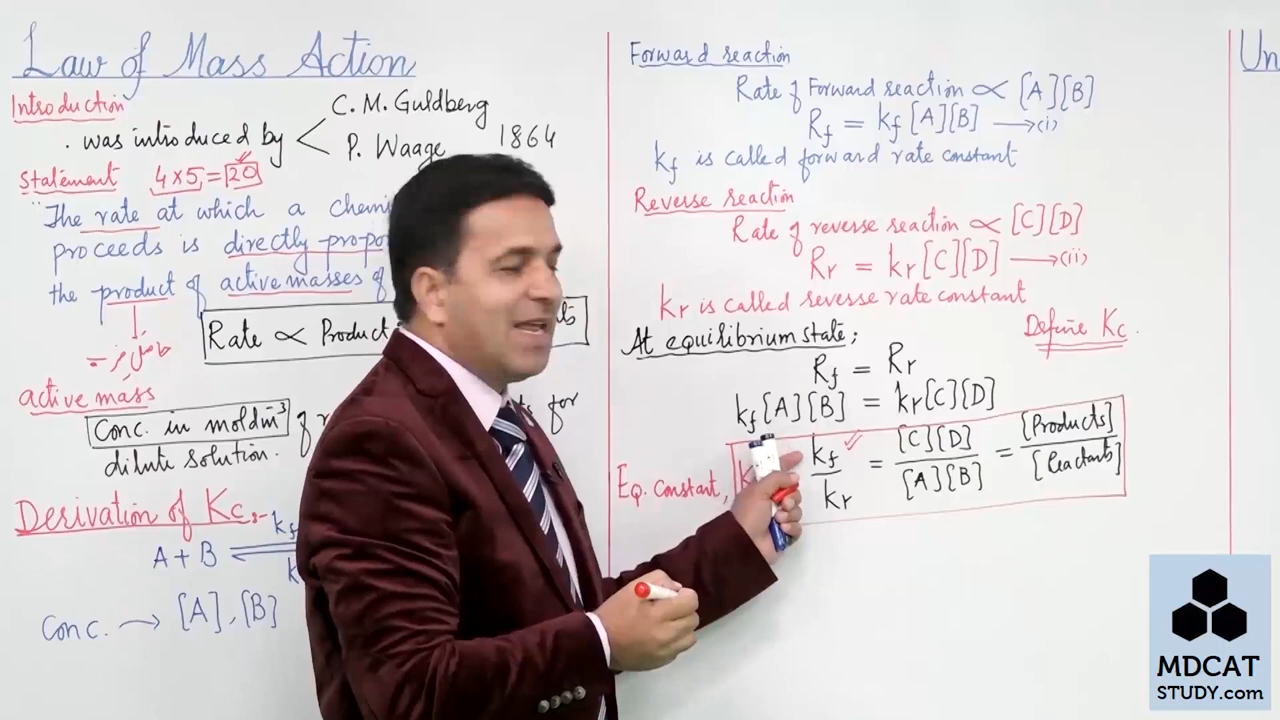 Law of Mass Action
Introduction
. was introduced by < C. M. Guldberg
P. Waage 1864
Statement 4×5=20
"The rate at which a
proceeds is directly
the product of active masses of
حاصل ضرب
Rate ∝
active mass
Conc. in moldm⁻³ of
for
dilute solution.
Derivation of Kc:-
A + B
Conc. → [A], [B]
Forward reaction
Rate of Forward reaction ∝ [A][B]
Rf = kf [A][B] →(i)
kf is called forward rate constant
Reverse reaction
Rate of reverse reaction ∝ [C][D]
Rr = kr [C][D] →(ii)
kr is called reverse rate constant
At equilibrium state;
Define Kc.
Rf = Rr
kf [A][B] = kr [C][D]
Eq. Constant, kf/kr = [C][D]/[A][B] = [Products]/[Reactants]
Un
MDCAT
STUDY.com